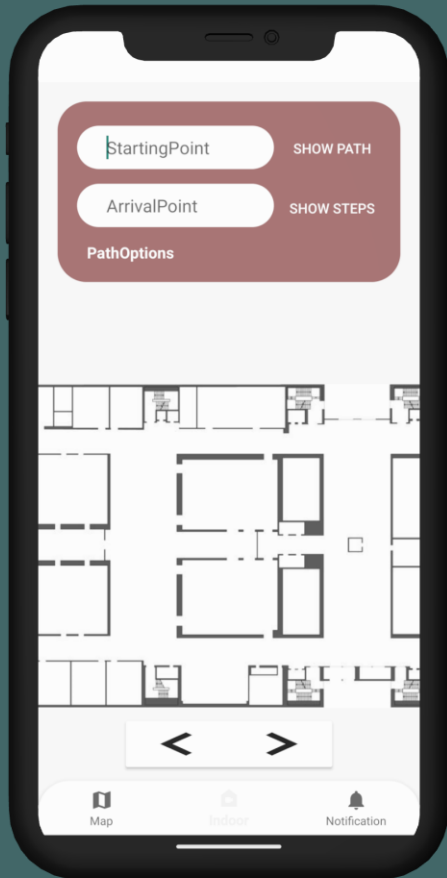 StartingPoint
SHOW PATH
ArrivalPoint
SHOW STEPS
PathOptions
< >
Map
Indoor
Notification